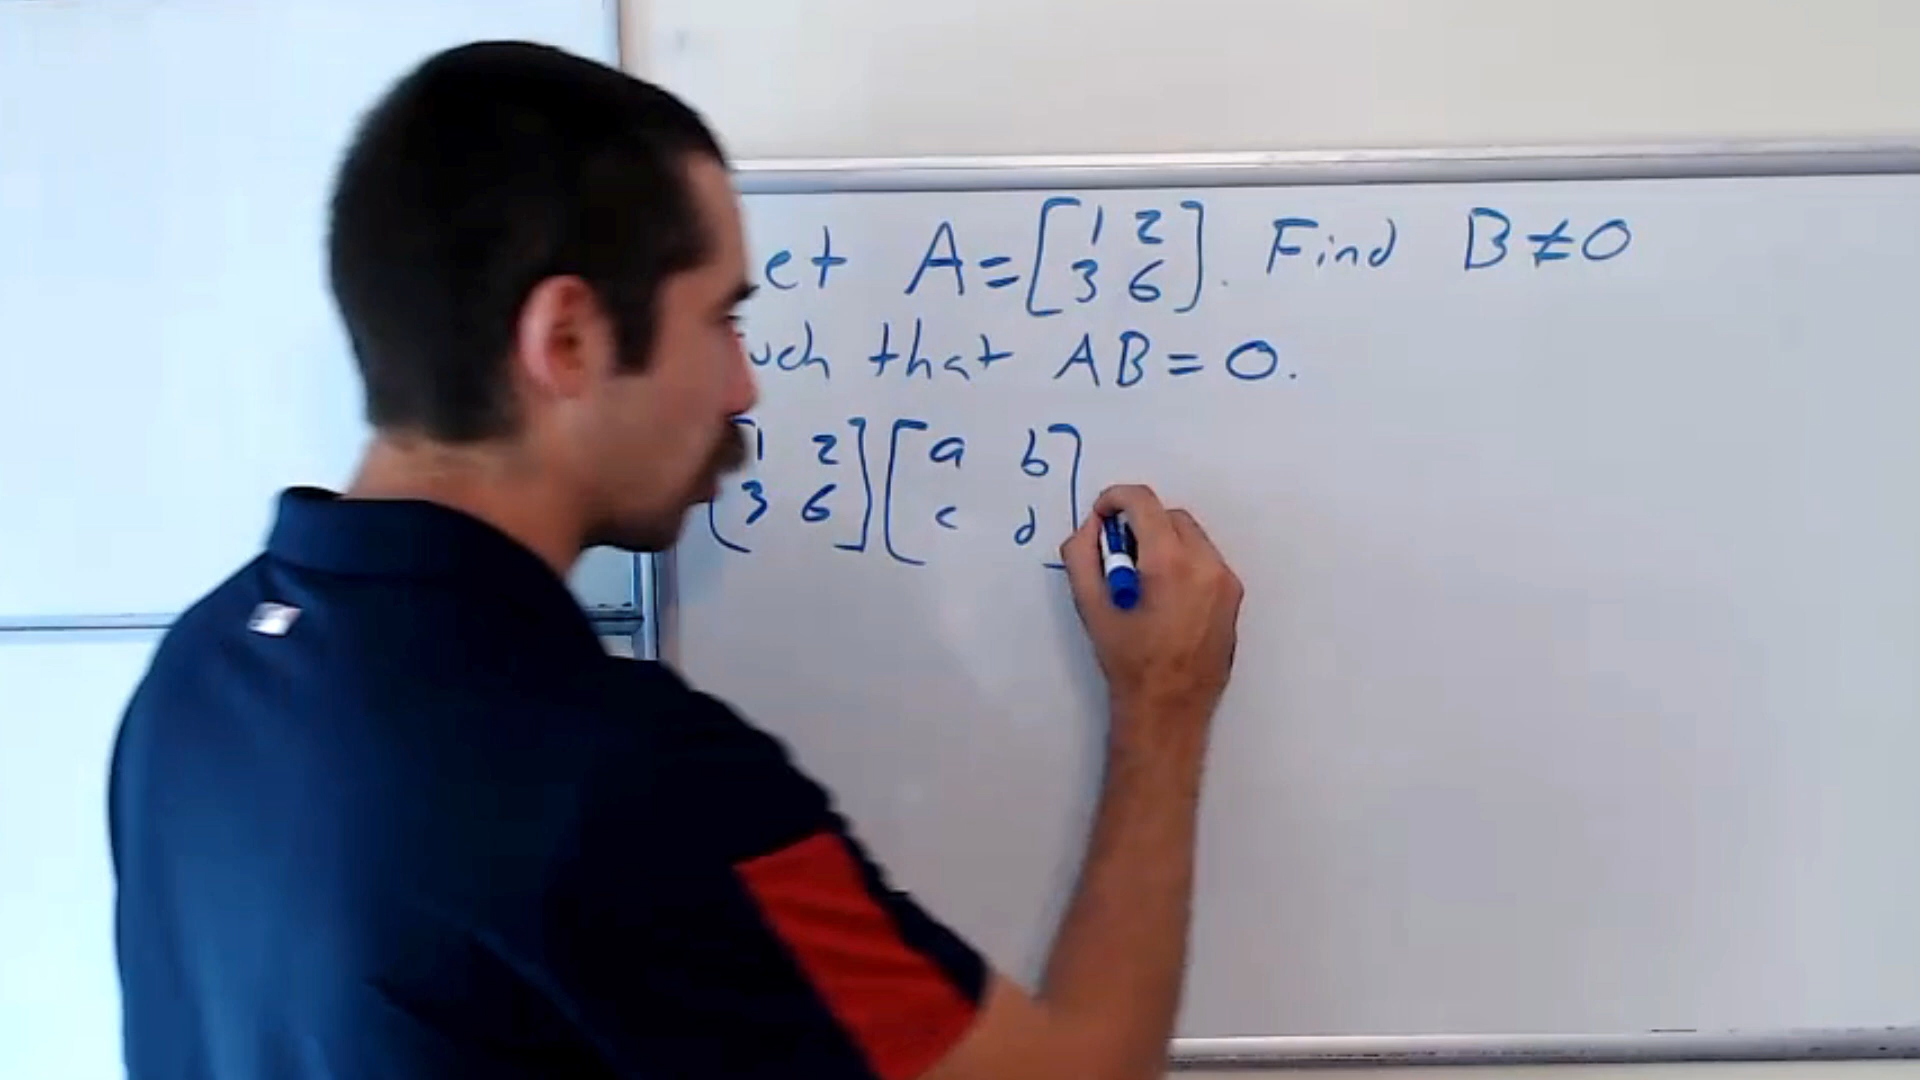 et A = [1 2 3 6]. Find B ≠ 0
uch that AB = 0.
[1 2 3 6] [a b c d]